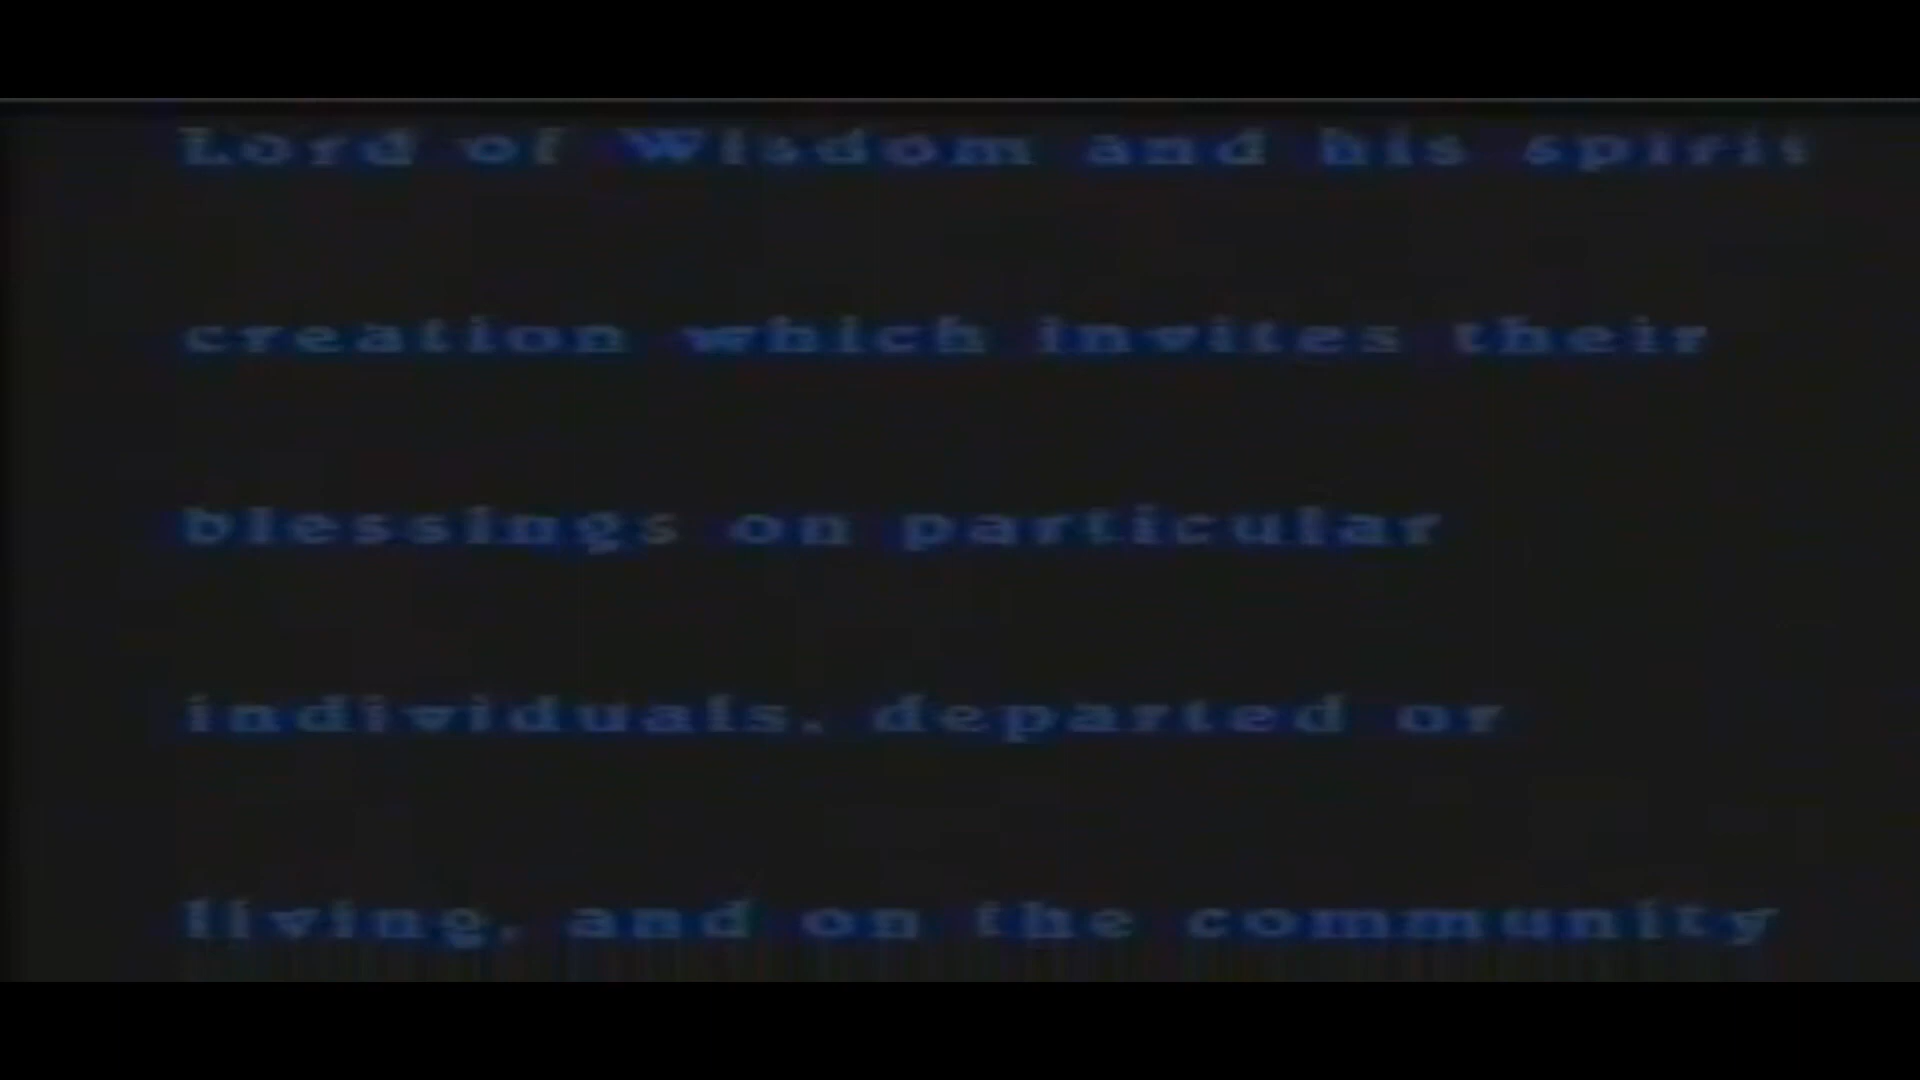 Lord of Wisdom and his spirit
creation which invites their
blessings on particular
individuals, departed or
living, and on the community